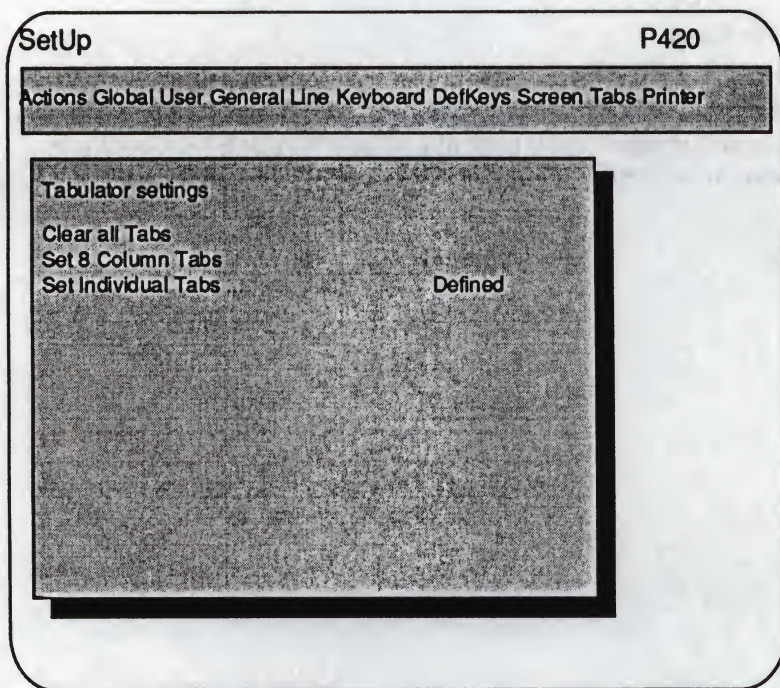 SetUp P420
Actions Global User General Line Keyboard DefKeys Screen Tabs Printer
Tabulator settings
Clear all Tabs
Set 8 Column Tabs
Set Individual Tabs ... Defined